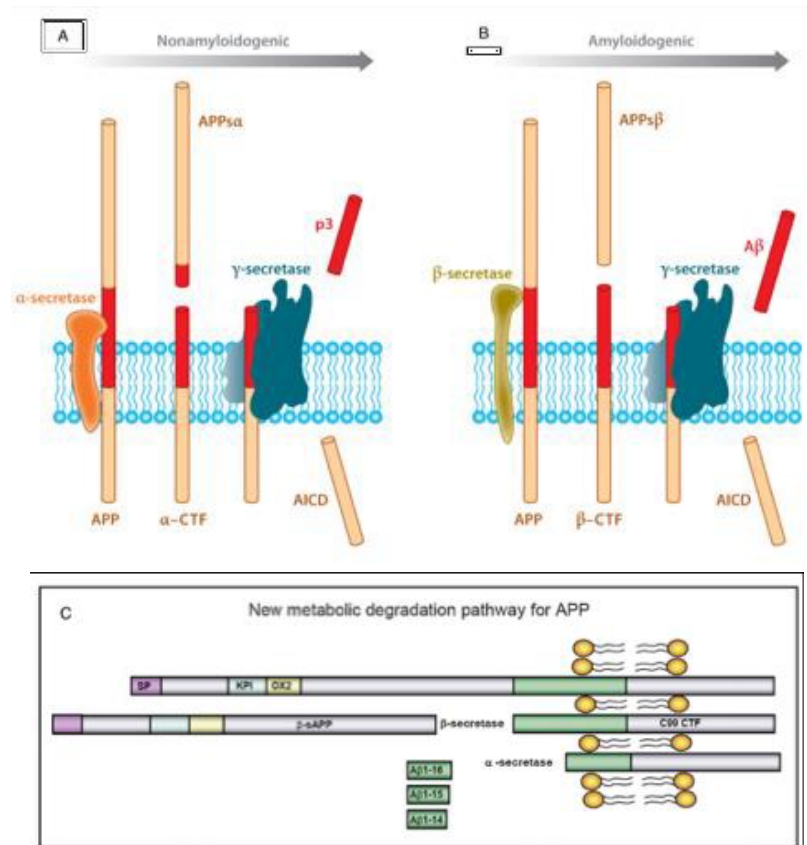 A
Nonamyloidogenic
APPsα
p3
γ-secretase
α-secretase
APP
α-CTF
AICD
B
Amyloidogenic
APPsβ
Aβ
γ-secretase
β-secretase
APP
β-CTF
AICD
C
New metabolic degradation pathway for APP
SP
KPI
OX2
β-sAPP
β-secretase
C99 CTF
α -secretase
Aβ1-16
Aβ1-15
Aβ1-14